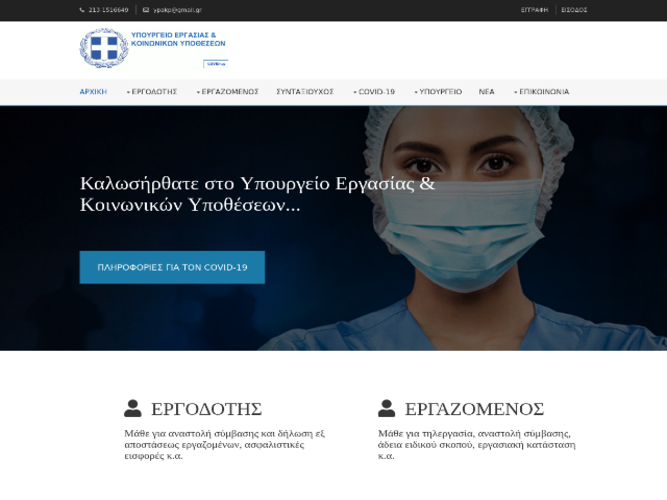 213 1516649
ypakp@gmail.gr
ΕΓΓΡΑΦΗ
ΕΙΣΟΔΟΣ
ΥΠΟΥΡΓΕΙΟ ΕΡΓΑΣΙΑΣ &
ΚΟΙΝΩΝΙΚΩΝ ΥΠΟΘΕΣΕΩΝ
ΑΡΧΙΚΗ
ΕΡΓΟΔΟΤΗΣ
ΕΡΓΑΖΟΜΕΝΟΣ
ΣΥΝΤΑΞΙΟΥΧΟΣ
COVID-19
ΥΠΟΥΡΓΕΙΟ
ΝΕΑ
ΕΠΙΚΟΙΝΩΝΙΑ
Καλωσήρθατε στο Υπουργείο Εργασίας &
Κοινωνικών Υποθέσεων...
ΠΛΗΡΟΦΟΡΙΕΣ ΓΙΑ ΤΟΝ COVID-19
ΕΡΓΟΔΟΤΗΣ
Μάθε για αναστολή σύμβασης και δήλωση εξ
αποστάσεως εργαζομένων, ασφαλιστικές
εισφορές κ.α.
ΕΡΓΑΖΟΜΕΝΟΣ
Μάθε για τηλεργασία, αναστολή σύμβασης,
άδεια ειδικού σκοπού, εργασιακή κατάσταση
κ.α.